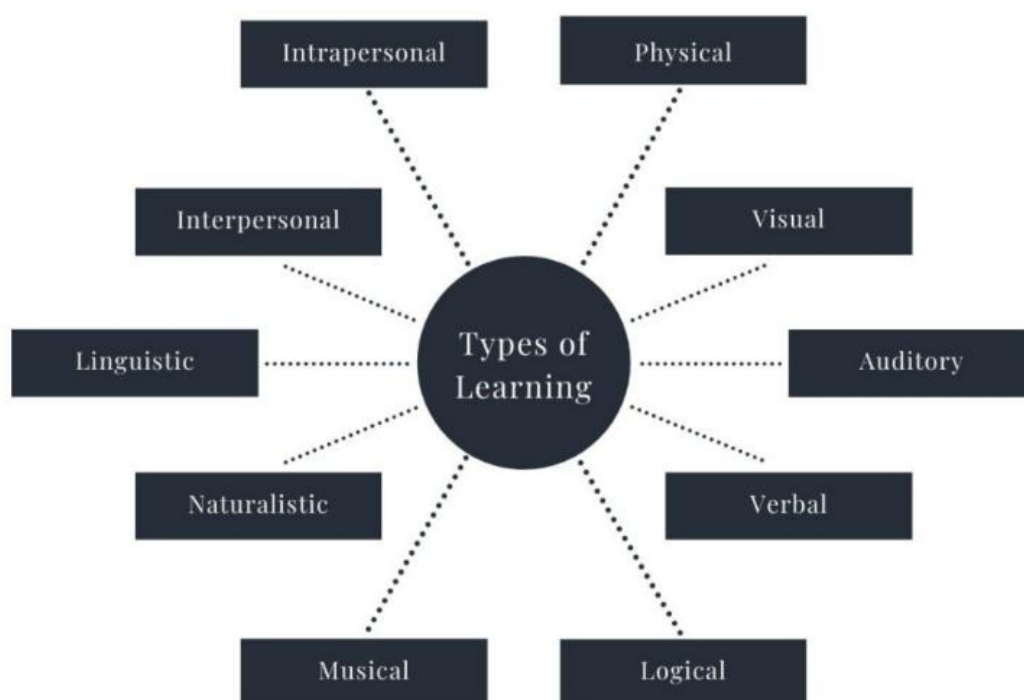 Intrapersonal
Physical
Interpersonal
Visual
Types of
Learning
Linguistic
Auditory
Naturalistic
Verbal
Musical
Logical